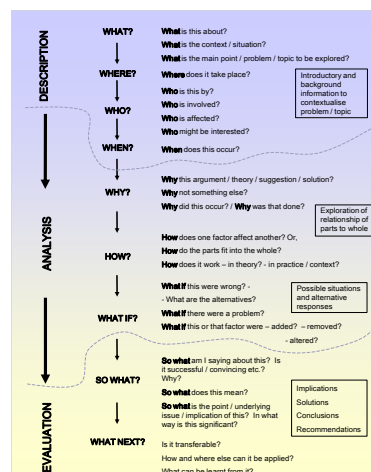 DESCRIPTION
WHAT?
What is this about?
What is the context / situation?
What is the main point / problem / topic to be explored?
WHERE?
Where does it take place?
Introductory and
background
information to
contextualise
problem / topic
Who is this by?
WHO?
Who is involved?
Who is affected?
Who might be interested?
WHEN?
When does this occur?
ANALYSIS
WHY?
Why this argument / theory / suggestion / solution?
Why not something else?
Why did this occur? / Why was that done?
Exploration of
relationship of
parts to whole
HOW?
How does one factor affect another? Or,
How do the parts fit into the whole?
How does it work – in theory? - in practice / context?
WHAT IF?
What if this were wrong? -
- What are the alternatives?
What if there were a problem?
What if this or that factor were – added? – removed?
- altered?
Possible situations
and alternative
responses
EVALUATION
SO WHAT?
So what am I saying about this? Is
it successful / convincing etc.?
Why?
So what does this mean?
So what is the point / underlying
issue / implication of this? In what
way is this significant?
Implications
Solutions
Conclusions
Recommendations
WHAT NEXT?
Is it transferable?
How and where else can it be applied?
What can be learnt from it?